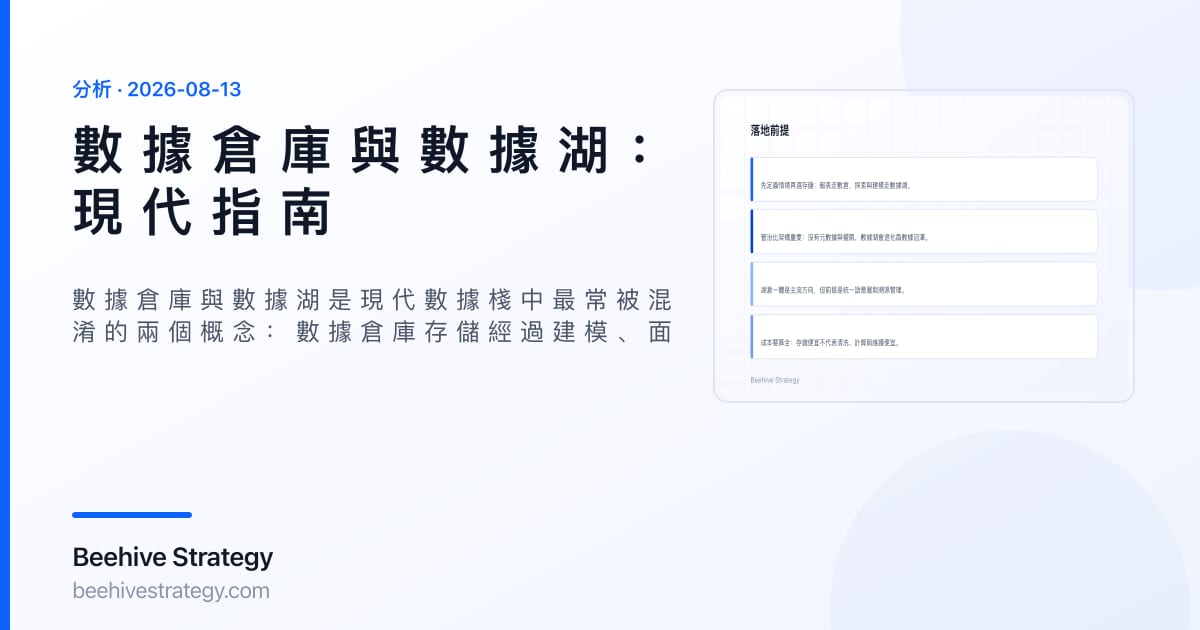 分析 · 2026-08-13
數據倉庫與數據湖：
現代指南
數據倉庫與數據湖是現代數據棧中最常被混
淆的兩個概念： 數據倉庫存儲經過建模、面
落地前提
先定義情境再選存儲：報表走數倉，探索與建模走數據湖。
管治比架構重要：沒有元數據與權限，數據湖會退化為數據沼澤。
湖倉一體是主流方向，但前提是統一語意層與溯源管理。
成本要算全：存儲便宜不代表清洗、計算與維護便宜。
Beehive Strategy
Beehive Strategy
beehivestrategy.com